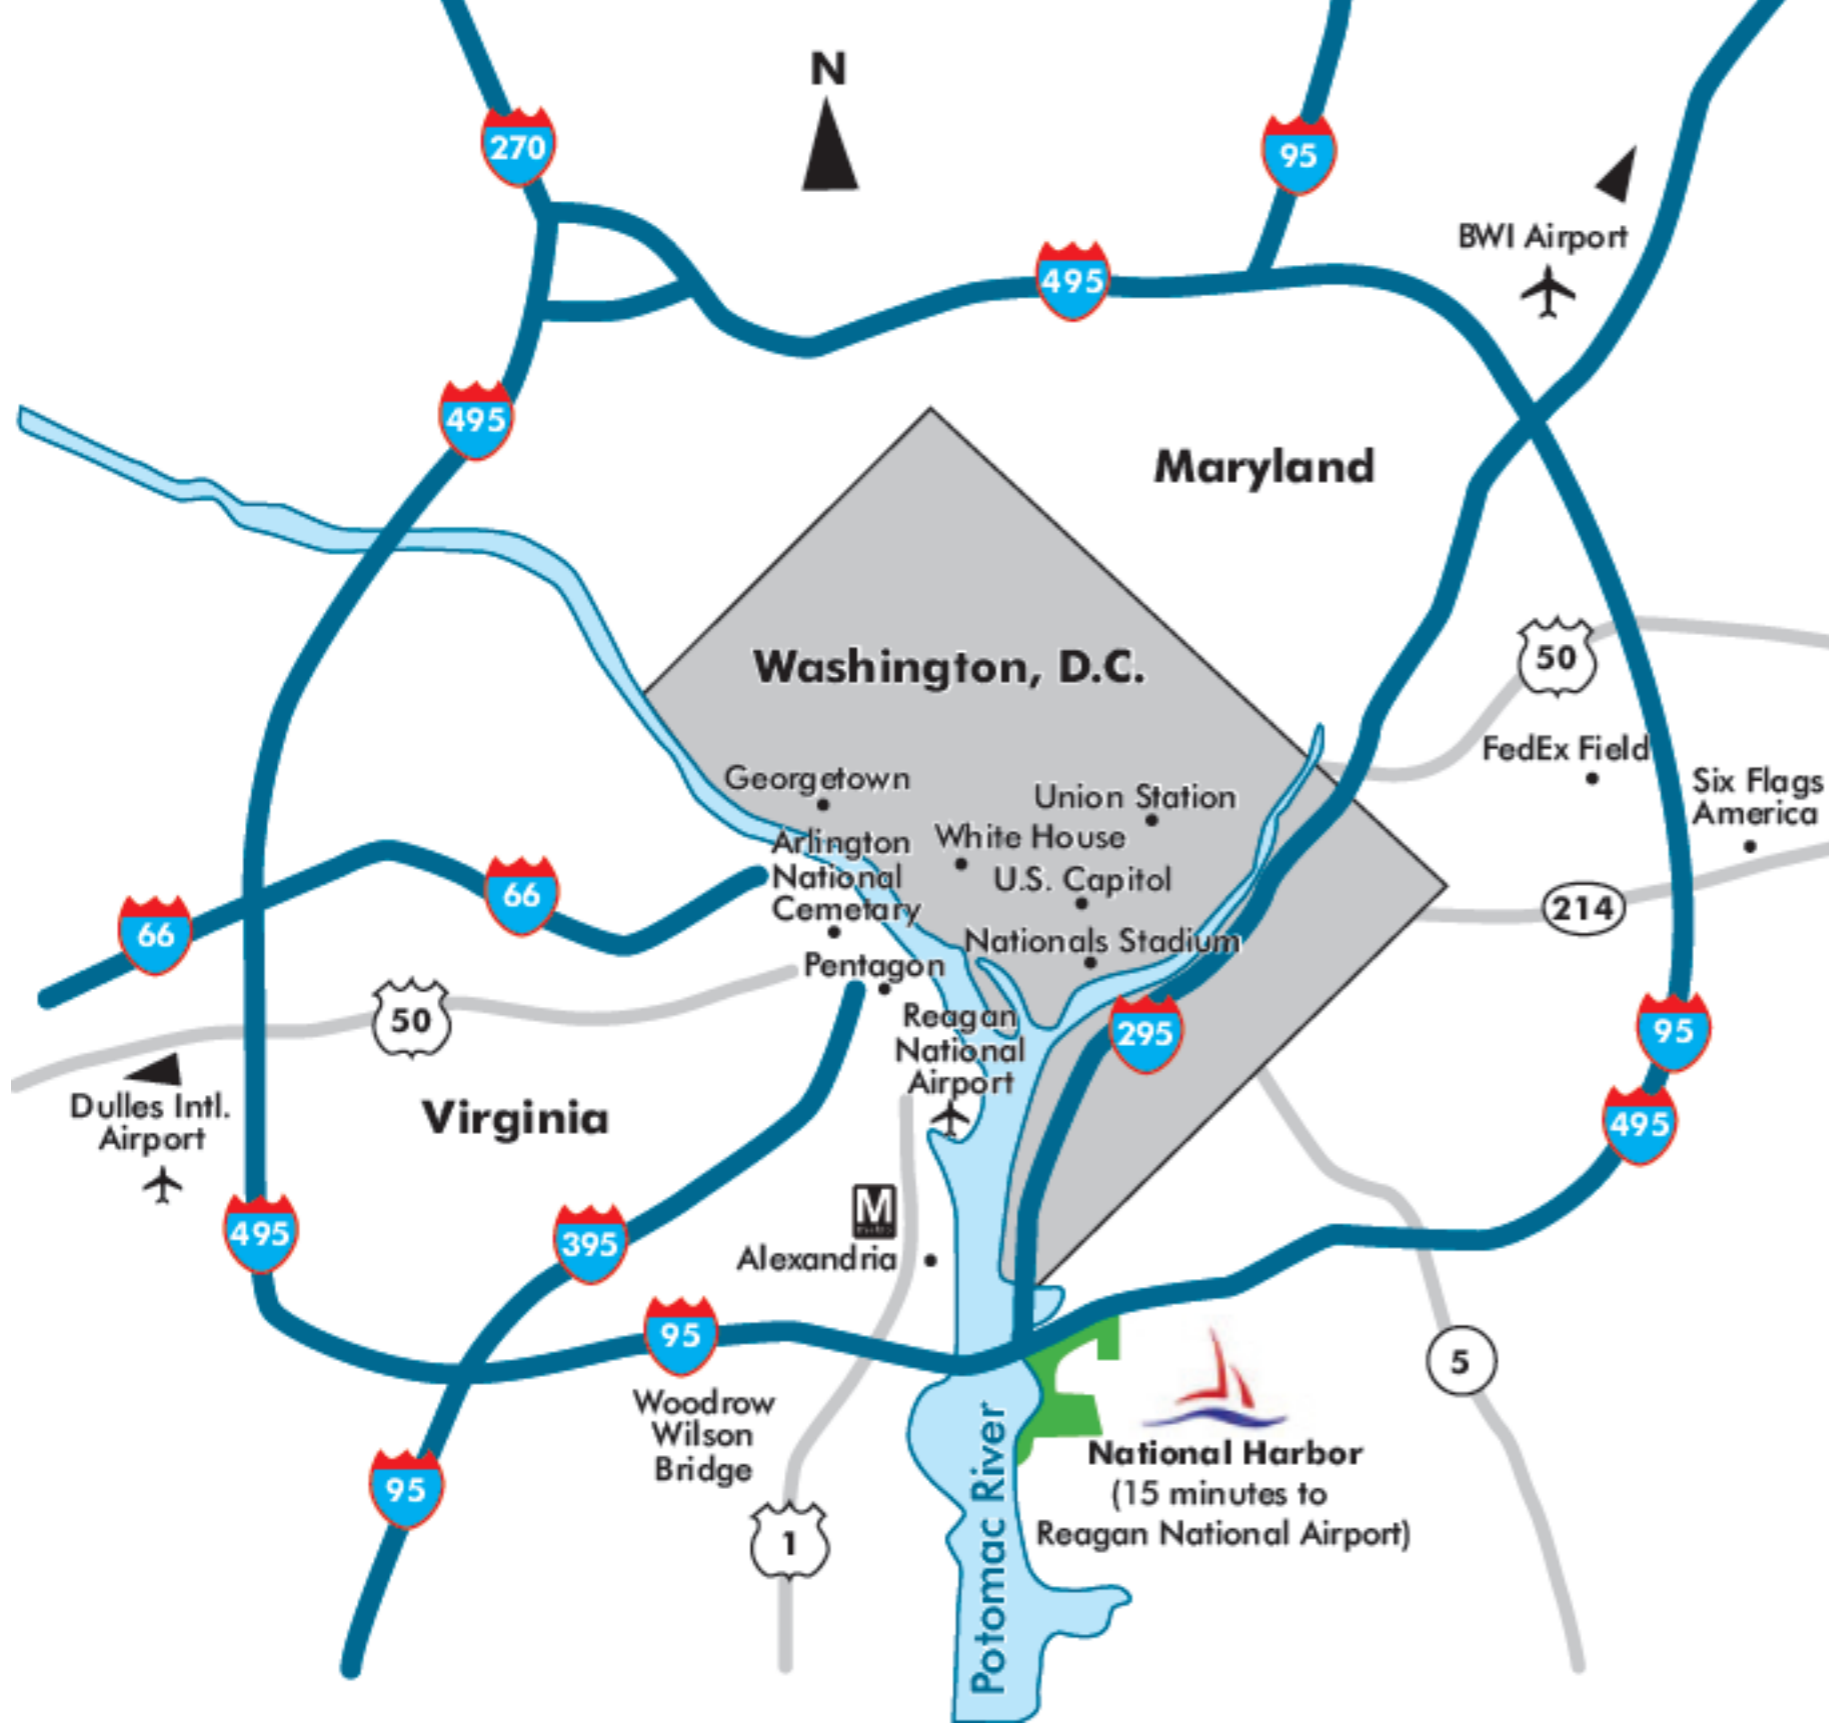 N
270
95
BWI Airport
495
495
Maryland
Washington, D.C.
50
FedEx Field
Six Flags
America
Georgetown
Union Station
Arlington
National
Cemetary
White House
U.S. Capitol
66
66
214
Nationals Stadium
Pentagon
50
Reagan
National
Airport
295
95
Dulles Intl.
Airport
Virginia
495
495
395
M
Alexandria
95
Woodrow
Wilson
Bridge
5
National Harbor
(15 minutes to
Reagan National Airport)
95
1
Potomac River